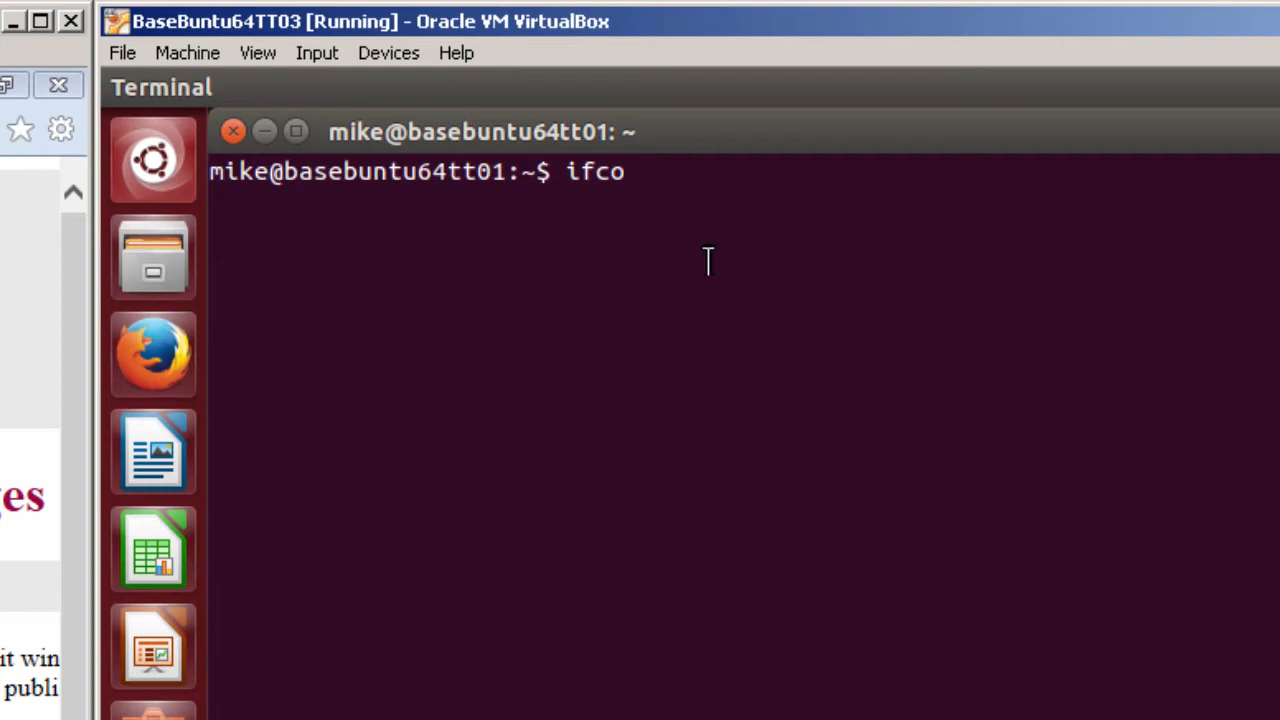 BaseBuntu64TT03 [Running] - Oracle VM VirtualBox
File Machine View Input Devices Help
Terminal
mike@basebuntu64tt01: ~
mike@basebuntu64tt01:~$ ifco
ges
it win
publi